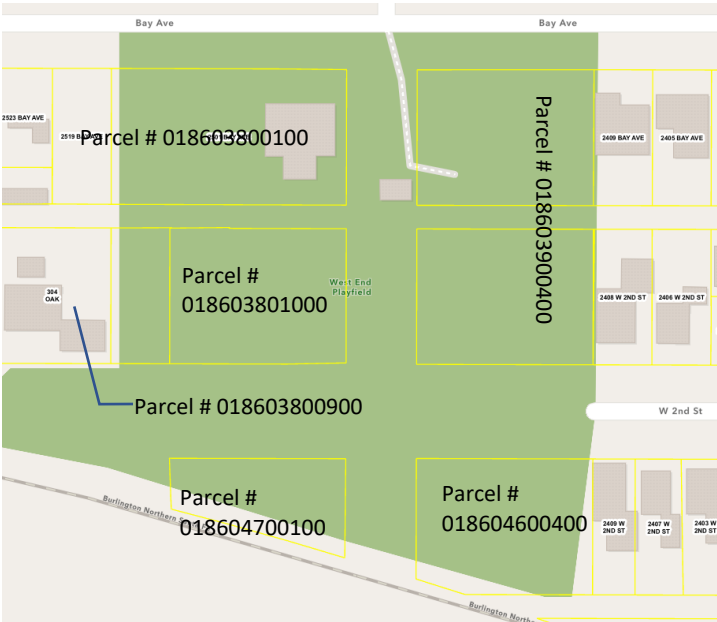 Bay Ave
Bay Ave
2523 BAY AVE
2519 BAY
Parcel # 018603800100
2409 BAY AVE
2405 BAY AVE
Parcel # 018603900400
304
OAK
Parcel #
018603801000
West End
Playfield
2408 W 2ND ST
2406 W 2ND ST
Parcel # 018603800900
W 2nd St
Parcel #
018604700100
Burlington Northern
Parcel #
018604600400
2409 W
2ND ST
2407 W
2ND ST
2403 W
2ND ST
Burlington North